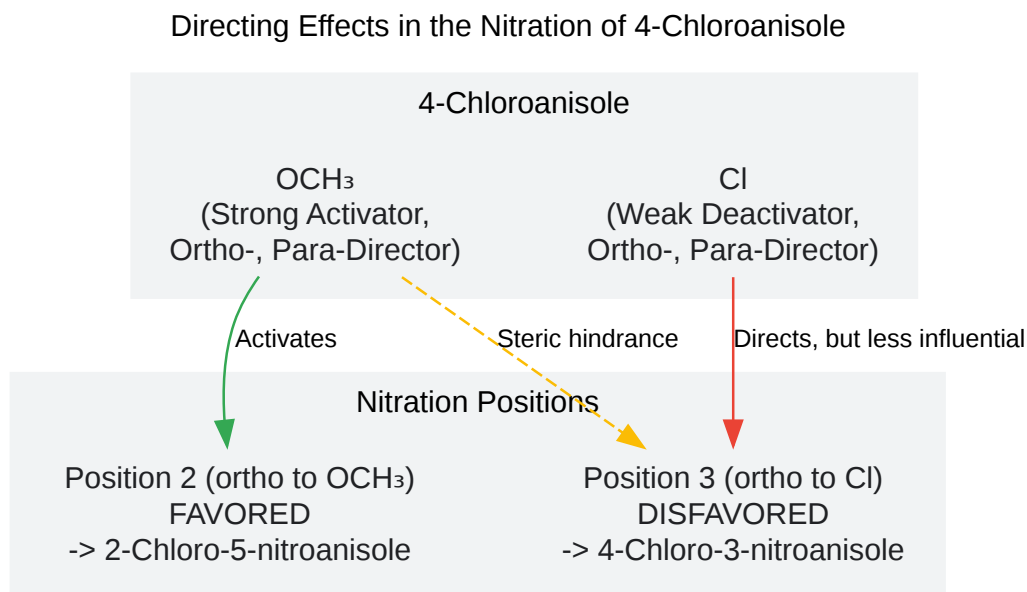 Directing Effects in the Nitration of 4-Chloroanisole
4-Chloroanisole
OCH₃
(Strong Activator,
Ortho-, Para-Director)
Cl
(Weak Deactivator,
Ortho-, Para-Director)
Activates
Steric hindrance
Directs, but less influential
Nitration Positions
Position 2 (ortho to OCH₃)
FAVORED
-> 2-Chloro-5-nitroanisole
Position 3 (ortho to Cl)
DISFAVORED
-> 4-Chloro-3-nitroanisole